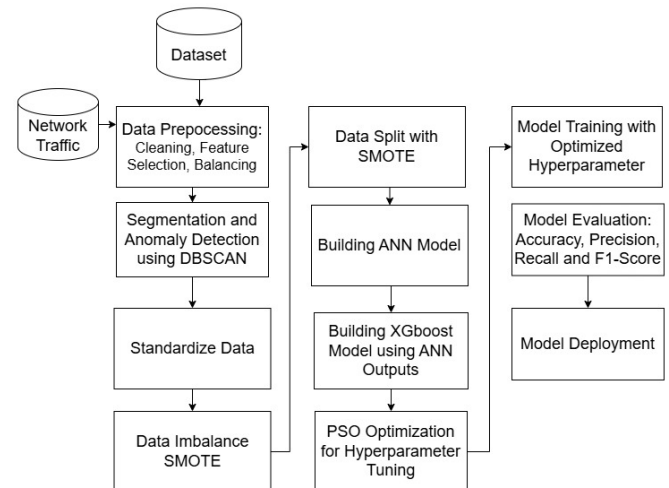 Dataset
Network
Traffic
Data Prepocessing:
Cleaning, Feature
Selection, Balancing
Segmentation and
Anomaly Detection
using DBSCAN
Standardize Data
Data Imbalance
SMOTE
Data Split with
SMOTE
Building ANN Model
Building XGboost
Model using ANN
Outputs
PSO Optimization
for Hyperparameter
Tuning
Model Training with
Optimized
Hyperparameter
Model Evaluation:
Accuracy, Precision,
Recall and F1-Score
Model Deployment